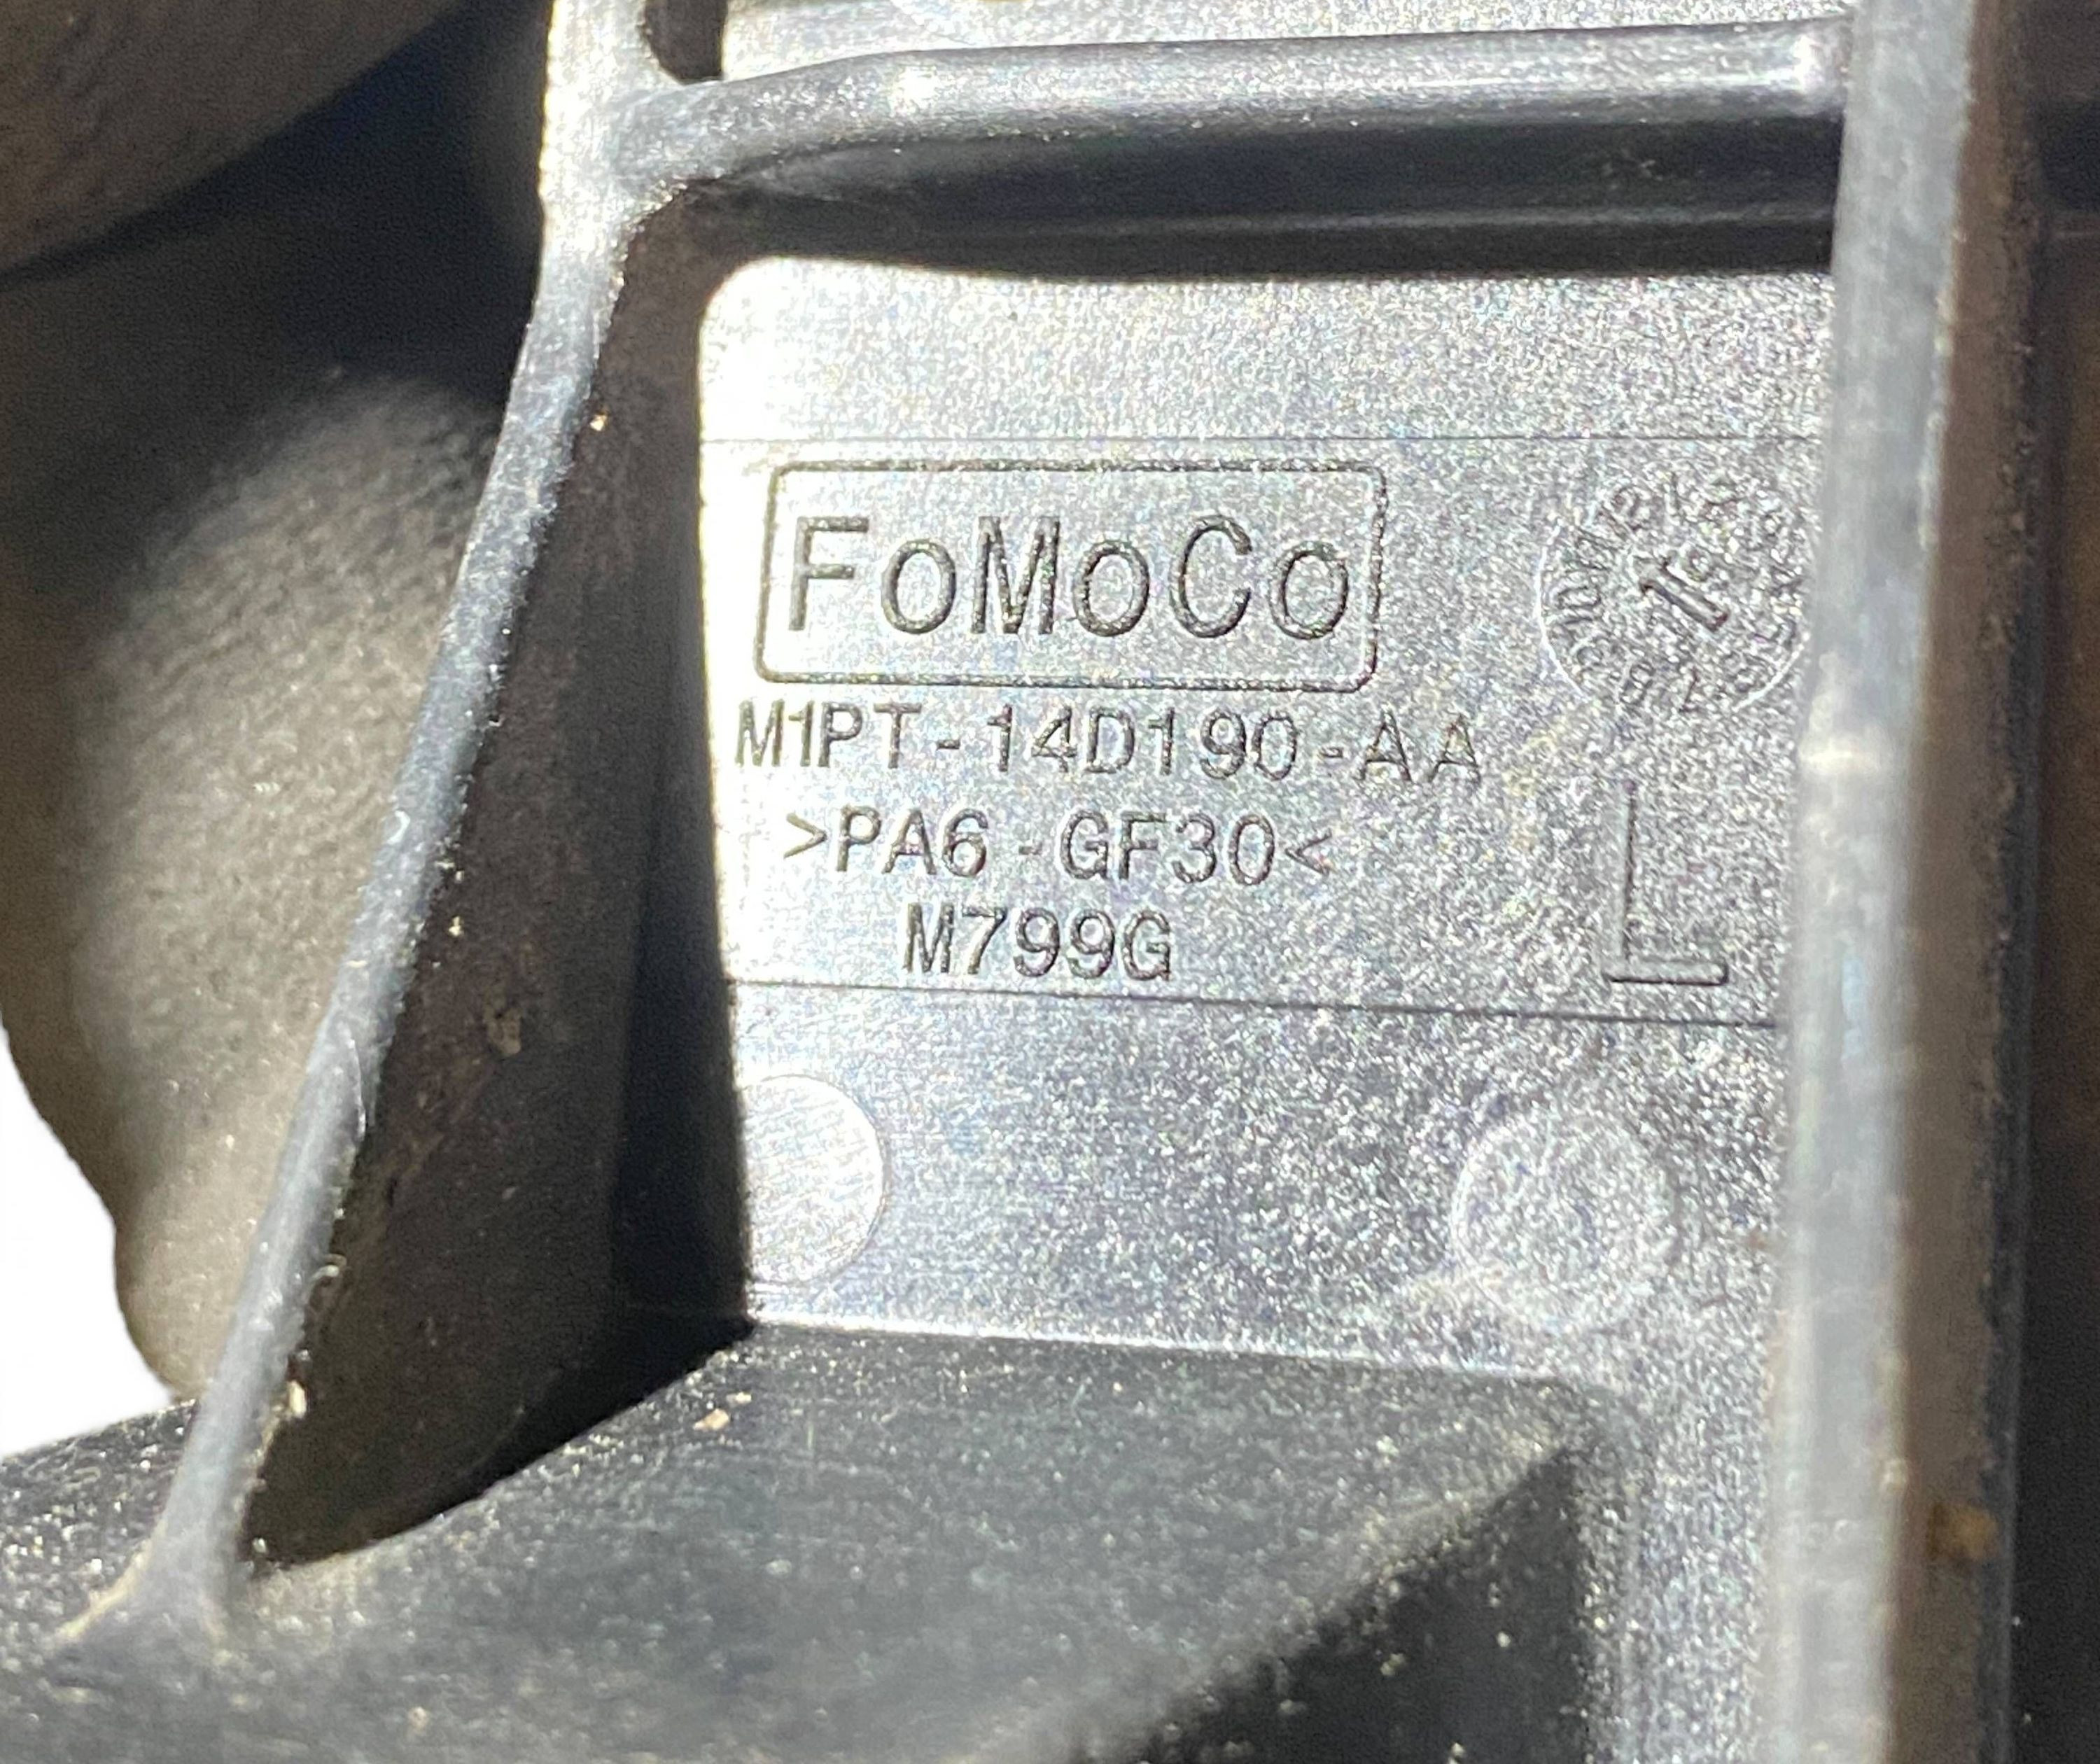 FoMoCo
M1PT-14D190-AA
>PA6-GF30<
M799G
L